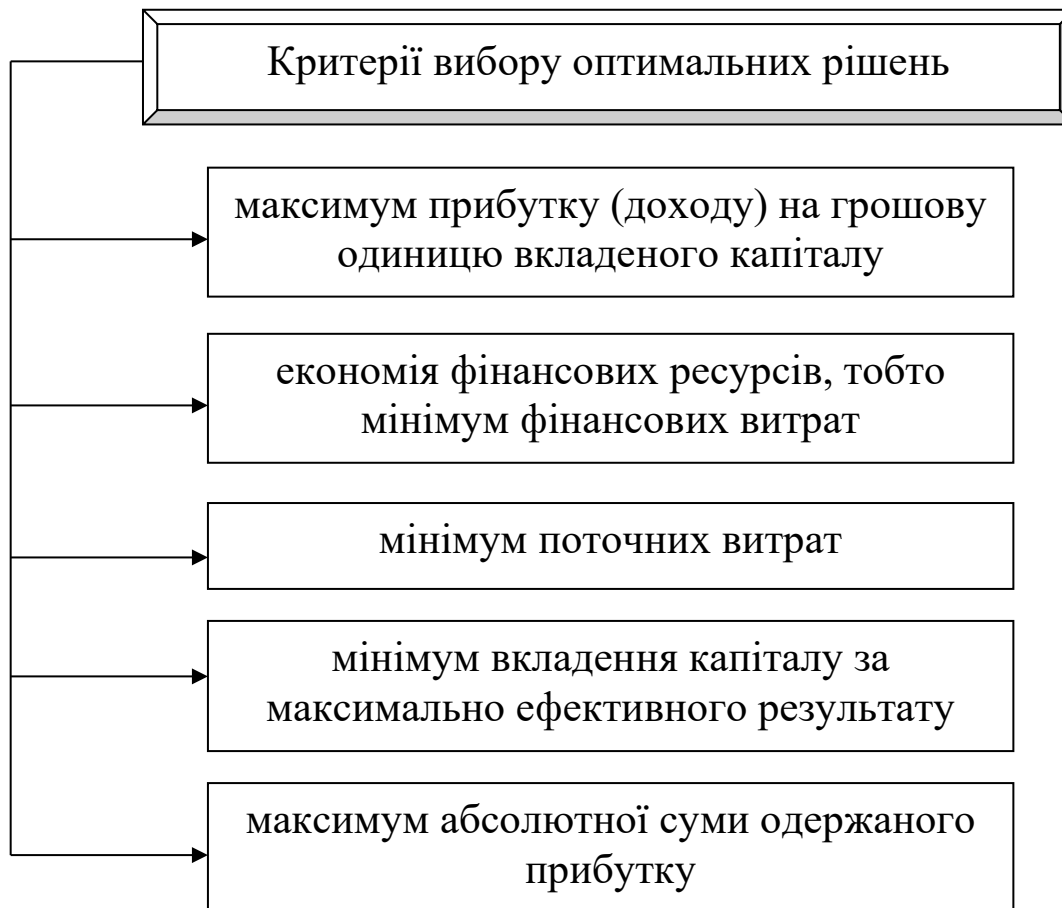 Критерії вибору оптимальних рішень
максимум прибутку (доходу) на грошову
одиницю вкладеного капіталу
економія фінансових ресурсів, тобто
мінімум фінансових витрат
мінімум поточних витрат
мінімум вкладення капіталу за
максимально ефективного результату
максимум абсолютної суми одержаного
прибутку